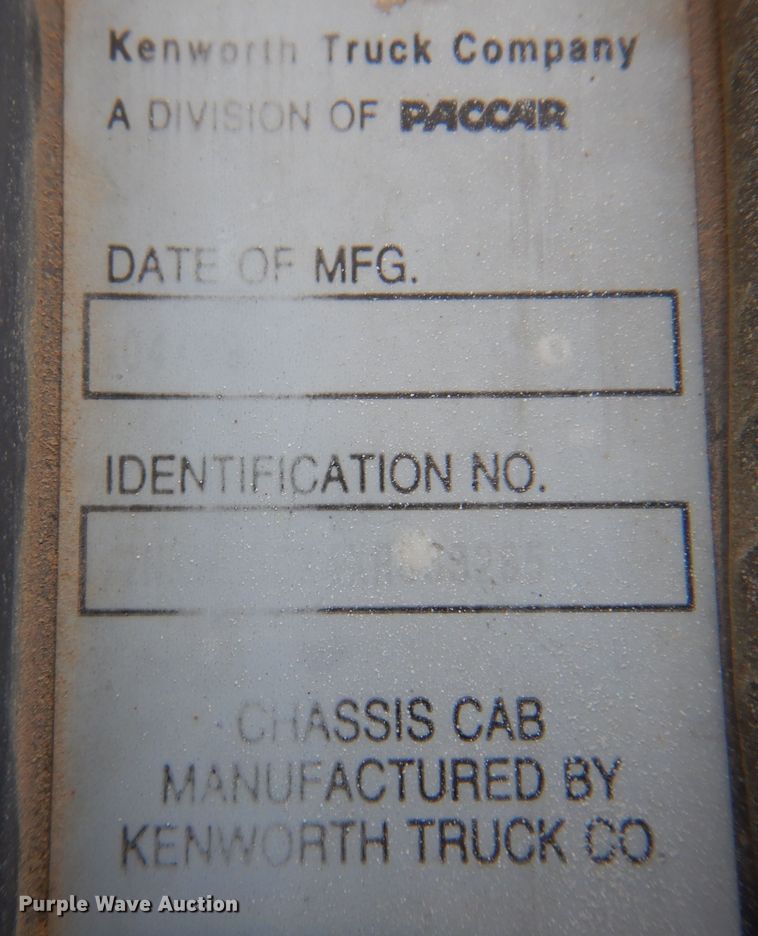 Kenworth Truck Company
A DIVISION OF PACCAR
DATE OF MFG.
IDENTIFICATION NO.
CHASSIS CAB
MANUFACTURED BY
KENWORTH TRUCK CO.
Purple Wave Auction